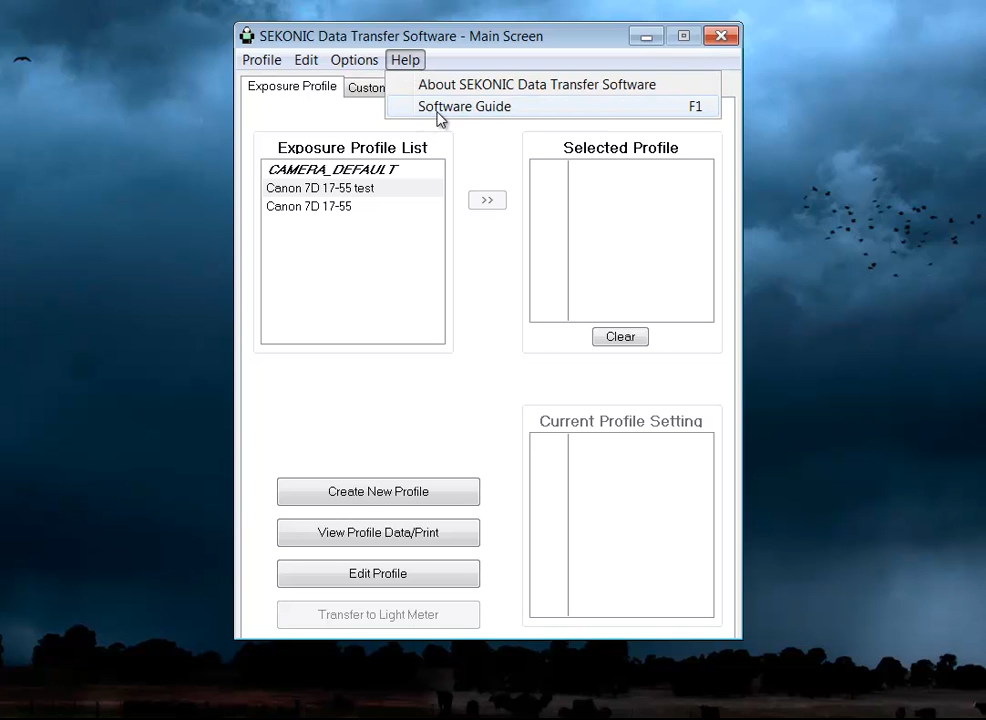 SEKONIC Data Transfer Software - Main Screen
Profile Edit Options Help
About SEKONIC Data Transfer Software
Software Guide F1
Exposure Profile
Exposure Profile List
CAMERA_DEFAULT
Canon 7D 17-55 test
Canon 7D 17-55
>>
Selected Profile
Clear
Current Profile Setting
Create New Profile
View Profile Data/Print
Edit Profile
Transfer to Light Meter